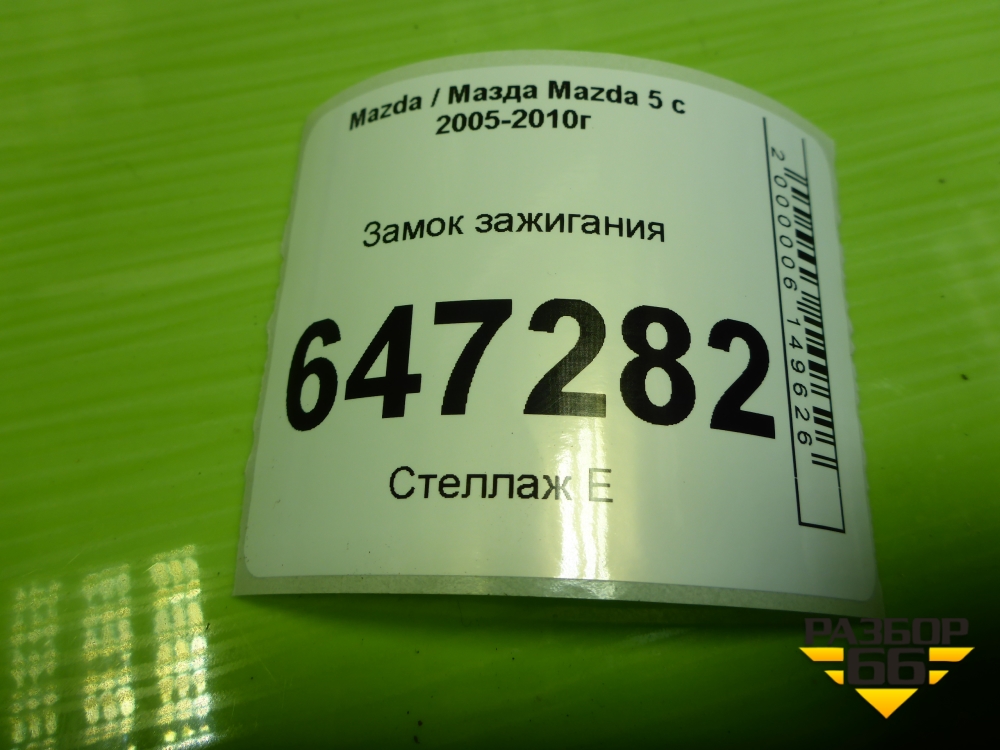 Mazda / Мазда Mazda 5 с
2005-2010г
Замок зажигания
647282
Стеллаж E
2000006149626
РАЗБОР
66